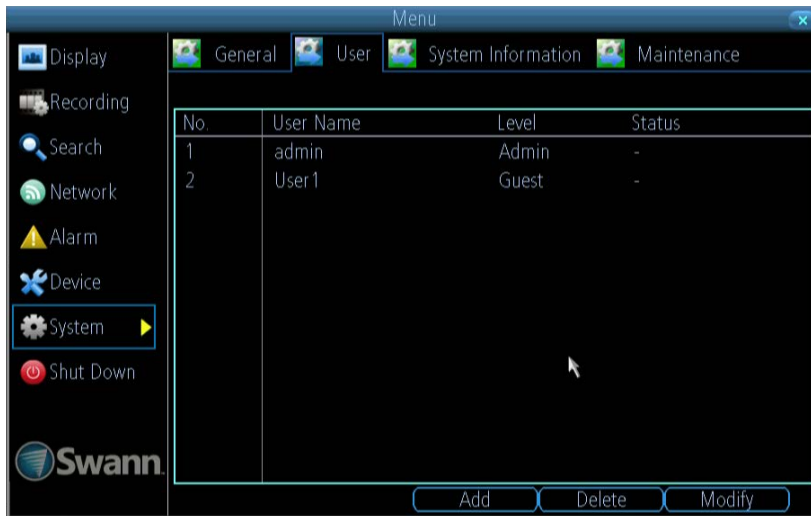 Menu
Display
Recording
Search
Network
Alarm
Device
System
Shut Down
Swann
General User System Information Maintenance
No. User Name Level Status
1 admin Admin -
2 User1 Guest -
Add Delete Modify